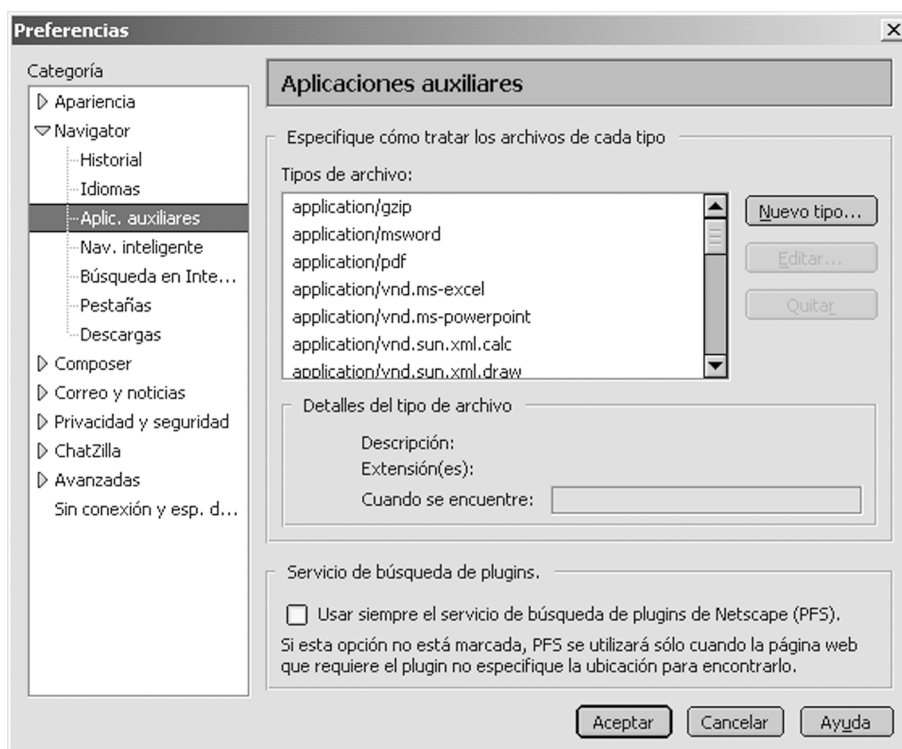 Preferencias
Categoría
Apariencia
Navigator
Historial
Idiomas
Aplic. auxiliares
Nav. inteligente
Búsqueda en Inte...
Pestañas
Descargas
Composer
Correo y noticias
Privacidad y seguridad
ChatZilla
Avanzadas
Sin conexión y esp. d...
Aplicaciones auxiliares
Especifique cómo tratar los archivos de cada tipo
Tipos de archivo:
application/gzip
application/msword
application/pdf
application/vnd.ms-excel
application/vnd.ms-powerpoint
application/vnd.sun.xml.calc
application/vnd.sun.xml.draw
Nuevo tipo...
Editar...
Quitar
Detalles del tipo de archivo
Descripción:
Extensión(es):
Cuando se encuentre:
Servicio de búsqueda de plugins.
Usar siempre el servicio de búsqueda de plugins de Netscape (PFS).
Si esta opción no está marcada, PFS se utilizará sólo cuando la página web
que requiere el plugin no especifique la ubicación para encontrarlo.
Aceptar
Cancelar
Ayuda